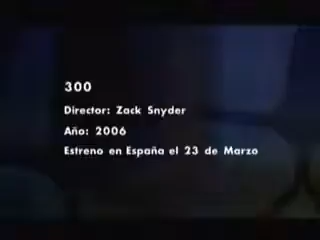 300
Director: Zack Snyder
Año: 2006
Estreno en España el 23 de Marzo